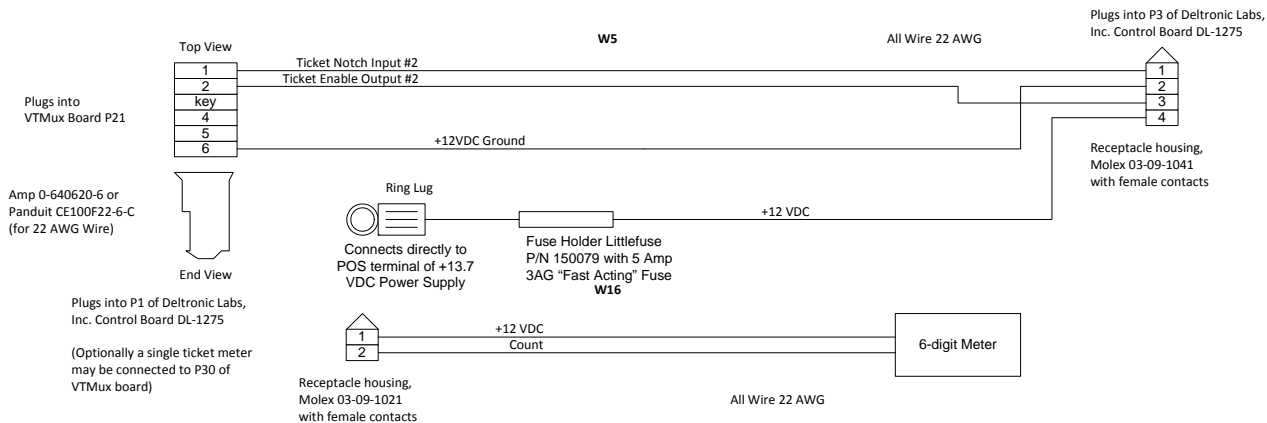 Plugs into P3 of Deltronic Labs,
Inc. Control Board DL-1275
W5
All Wire 22 AWG
Top View
1
2
key
4
5
6
Ticket Notch Input #2
Ticket Enable Output #2
+12VDC Ground
1
2
3
4
Plugs into
VTMux Board P21
Receptacle housing,
Molex 03-09-1041
with female contacts
Amp 0-640620-6 or
Panduit CE100F22-6-C
(for 22 AWG Wire)
End View
Ring Lug
+12 VDC
Connects directly to
POS terminal of +13.7
VDC Power Supply
Fuse Holder Littlefuse
P/N 150079 with 5 Amp
3AG “Fast Acting” Fuse
W16
Plugs into P1 of Deltronic Labs,
Inc. Control Board DL-1275
(Optionally a single ticket meter
may be connected to P30 of
VTMux board)
1
2
+12 VDC
Count
6-digit Meter
Receptacle housing,
Molex 03-09-1021
with female contacts
All Wire 22 AWG